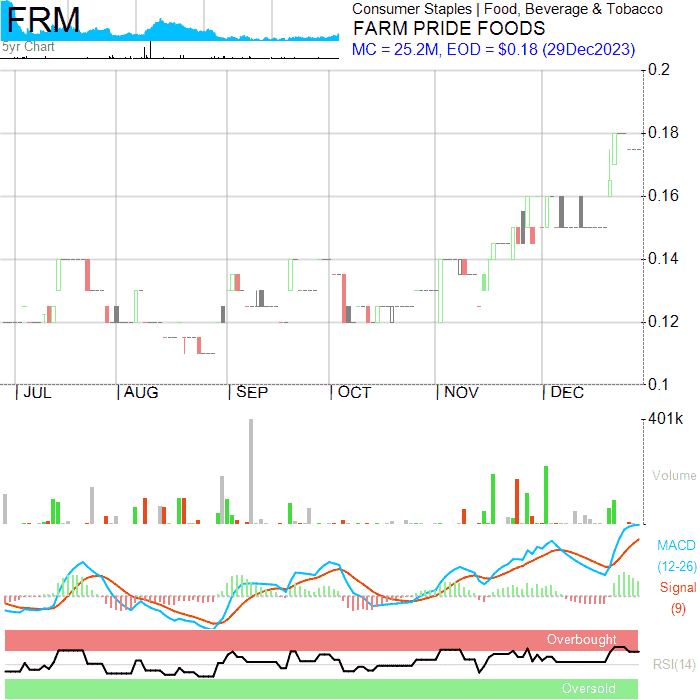 FRM
5yr Chart
Consumer Staples | Food, Beverage & Tobacco
FARM PRIDE FOODS
MC = 25.2M, EOD = $0.18 (29Dec2023)
0.2
0.18
0.16
0.14
0.12
0.1
JUL AUG SEP OCT NOV DEC
401k
Volume
MACD
(12-26)
Signal
(9)
Overbought
RSI(14)
Oversold